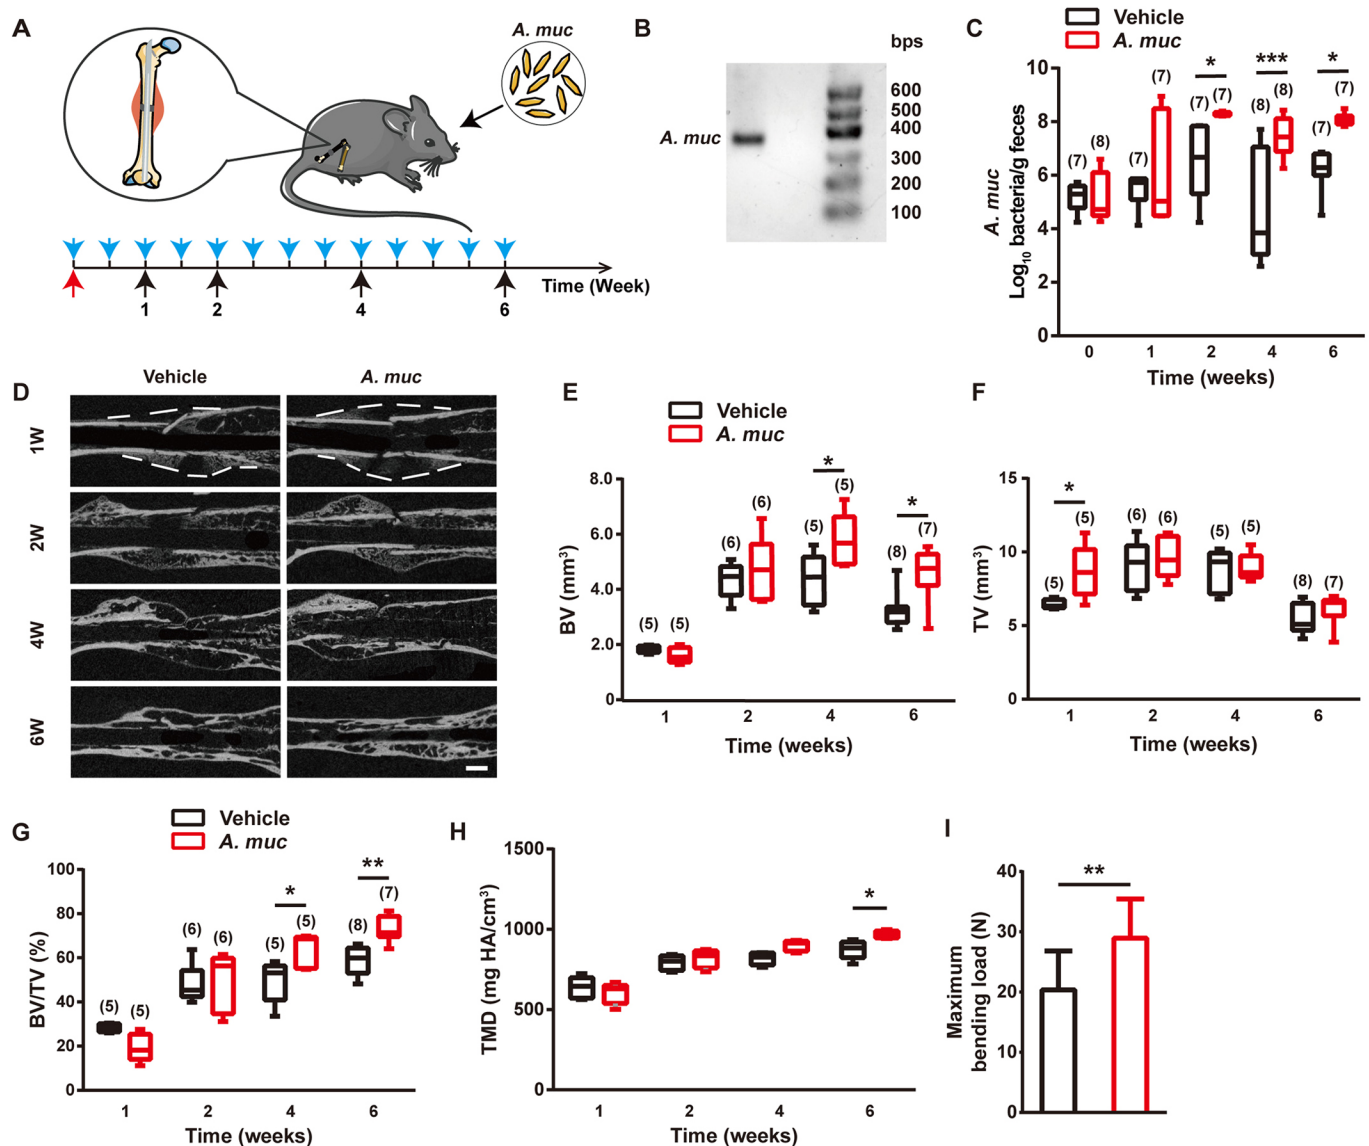 A
A. muc
Time (Week)
1 2 4 6
B
bps
A. muc
600
500
400
300
200
100
C
Vehicle
A. muc
A. muc
Log10 bacteria/g feces
10
8
6
4
2
0
(7) (8) (7) (7) (7) (7) (8) (8) (7) (7)
* *** *
0 1 2 4 6
Time (weeks)
D
Vehicle A. muc
1W
2W
4W
6W
E
Vehicle
A. muc
BV (mm³)
8.0
6.0
4.0
2.0
0
(5) (5) (6) (6) (5) (5) (8) (7)
* *
1 2 4 6
Time (weeks)
F
TV (mm³)
15
10
5
0
(5) (5) (6) (6) (5) (5) (8) (7)
*
1 2 4 6
Time (weeks)
G
Vehicle
A. muc
BV/TV (%)
100
80
60
40
20
0
(5) (5) (6) (6) (5) (5) (8) (7)
* **
1 2 4 6
Time (weeks)
H
TMD (mg HA/cm³)
1500
1000
500
0
*
1 2 4 6
Time (weeks)
I
Maximum
bending load (N)
40
30
20
10
0
**